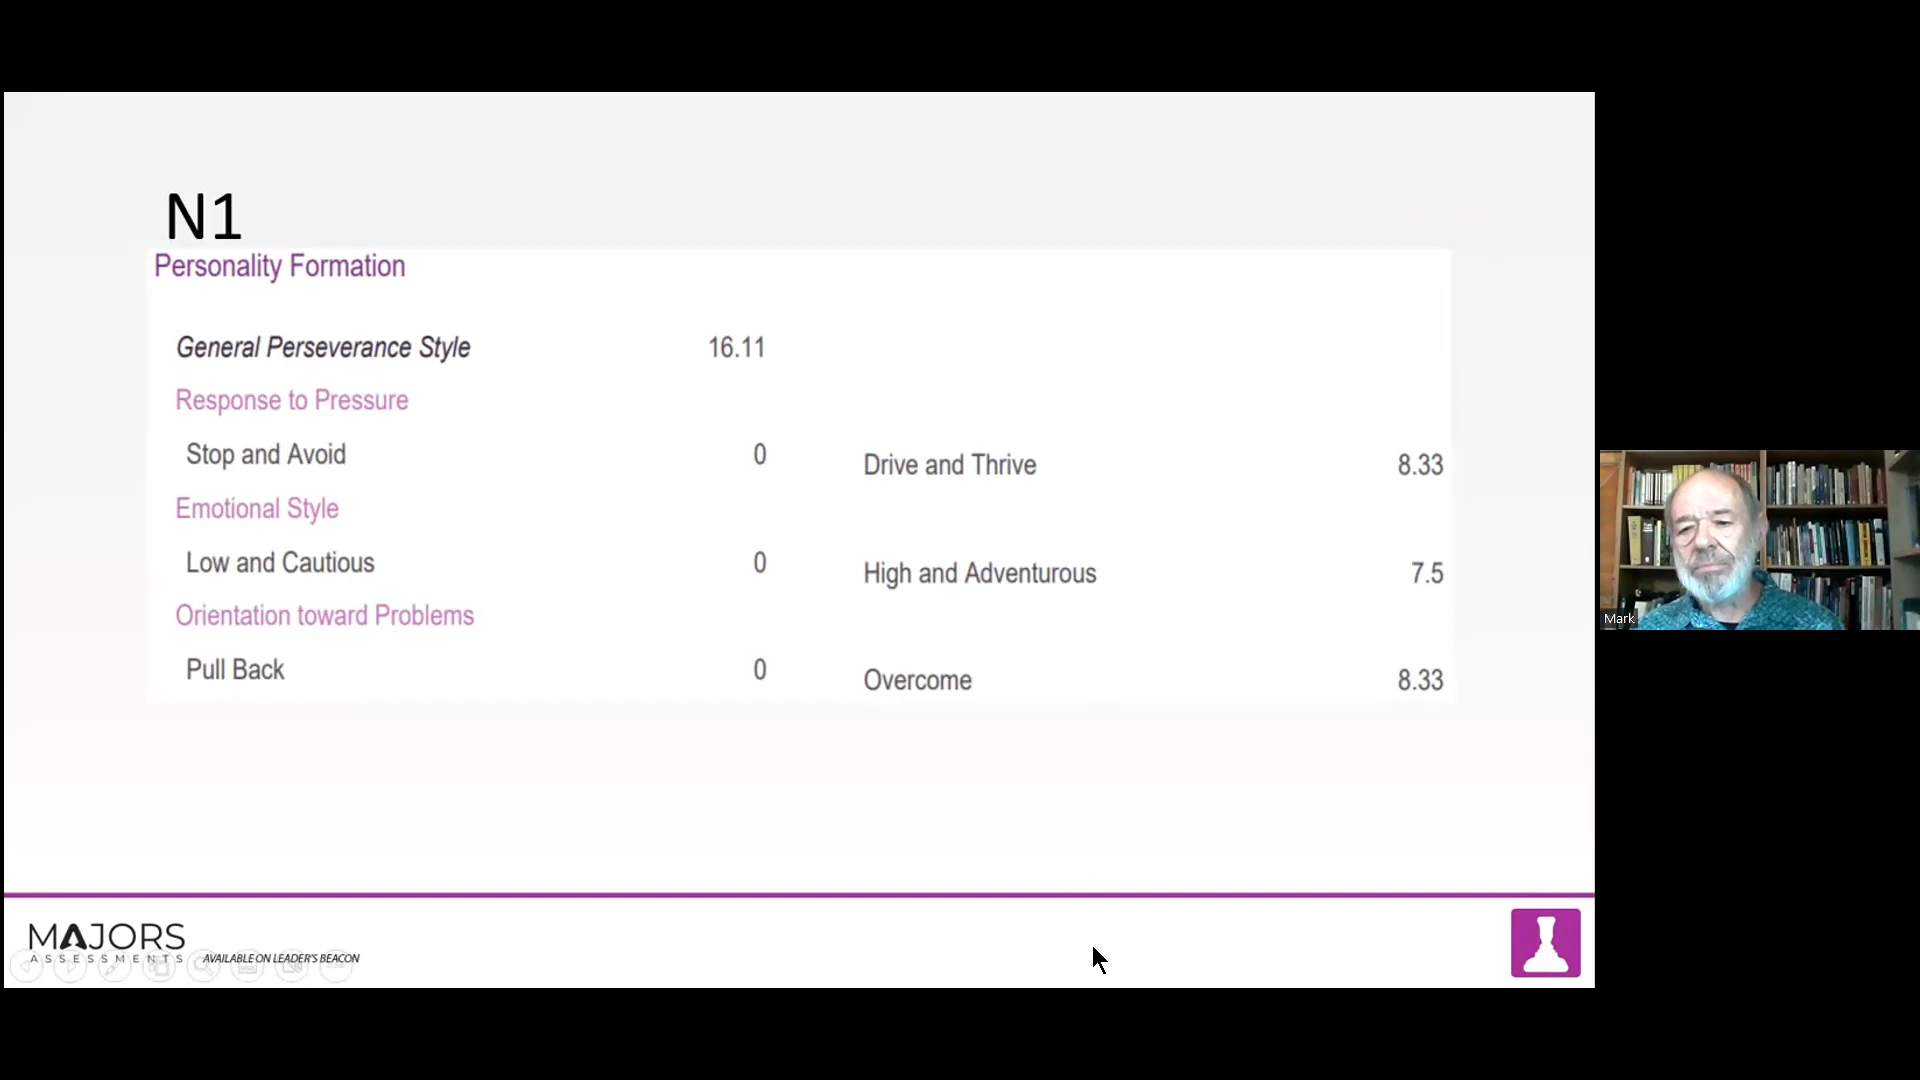 N1
Personality Formation
General Perseverance Style 16.11
Response to Pressure
Stop and Avoid 0 Drive and Thrive 8.33
Emotional Style
Low and Cautious 0 High and Adventurous 7.5
Orientation toward Problems
Pull Back 0 Overcome 8.33
Mark
MAJORS
ASSESSMENTS AVAILABLE ON LEADER'S BEACON